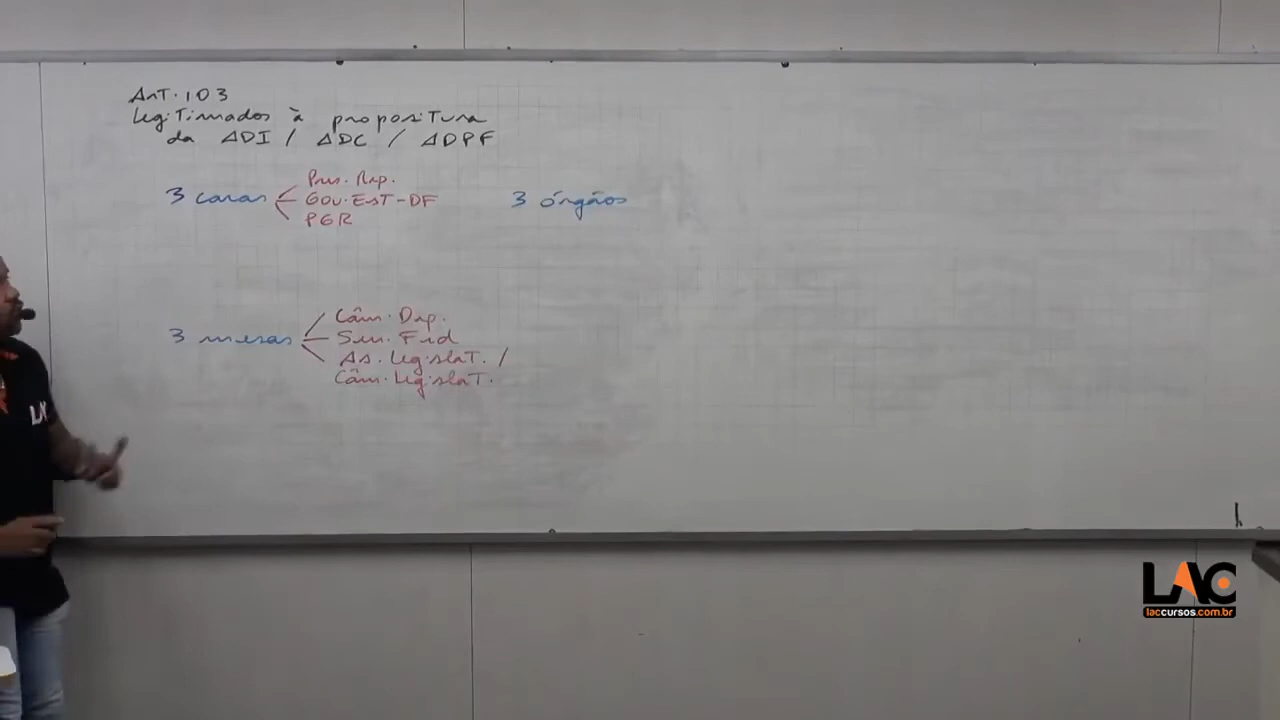 ART. 103
Legitimados à propositura
da ADI / ADC / ADPF
3 caras
Pres. Rep.
GOV. EST - DF
PGR
3 órgãos
3 mesas
Câm. Dep.
Sen. Fed
As. Legislat. /
Câm. Legislat.
LAC
laccursos.com.br